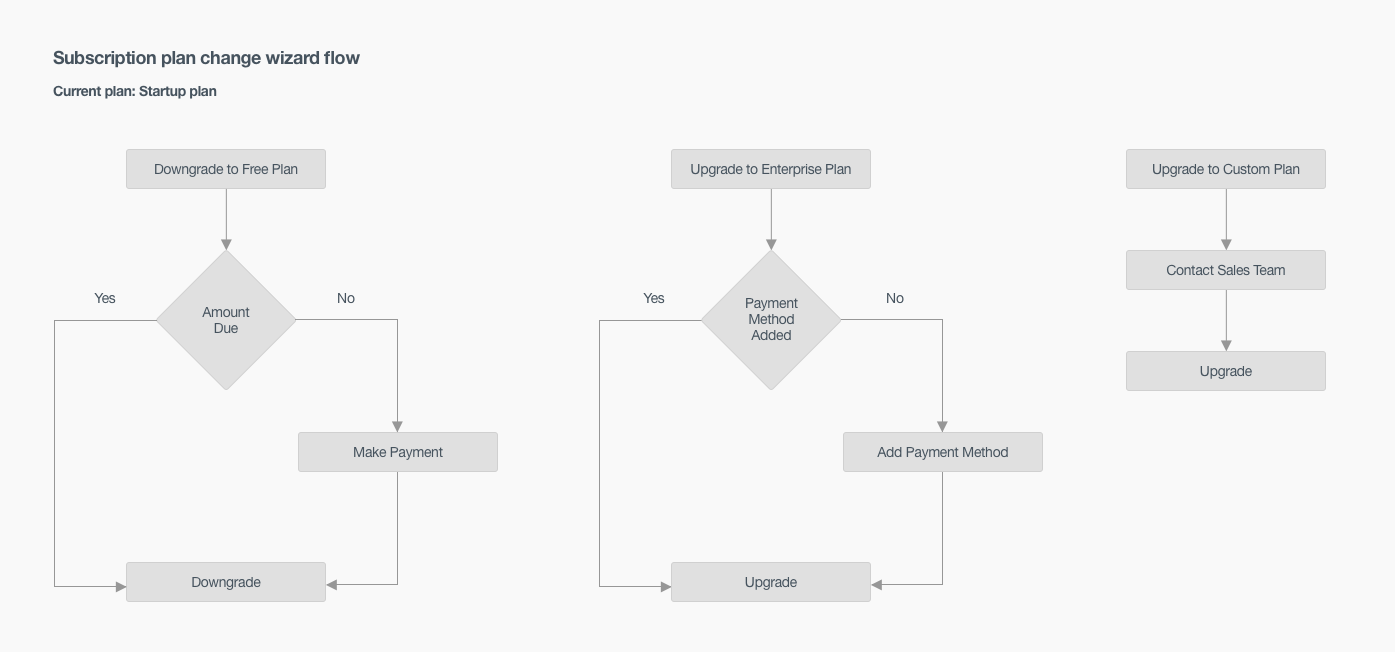 Subscription plan change wizard flow
Current plan: Startup plan
Downgrade to Free Plan
Upgrade to Enterprise Plan
Upgrade to Custom Plan
Yes
Amount
Due
No
Yes
Payment
Method
Added
No
Contact Sales Team
Upgrade
Make Payment
Add Payment Method
Downgrade
Upgrade